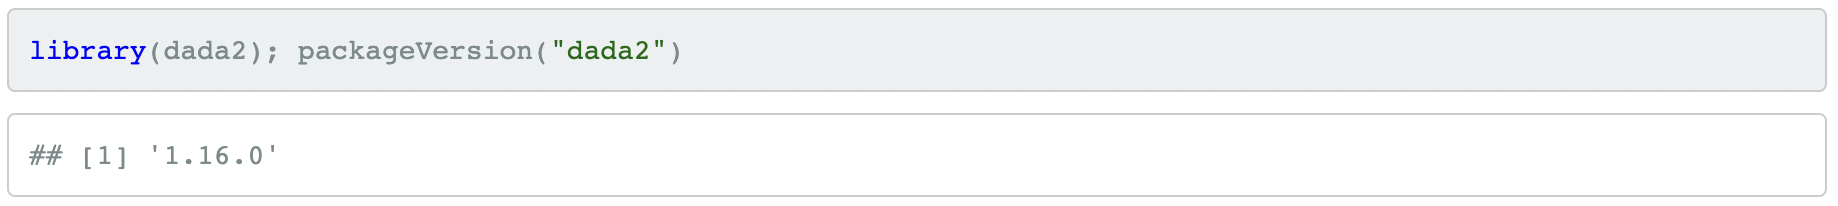 library(dada2); packageVersion("dada2")
## [1] '1.16.0'